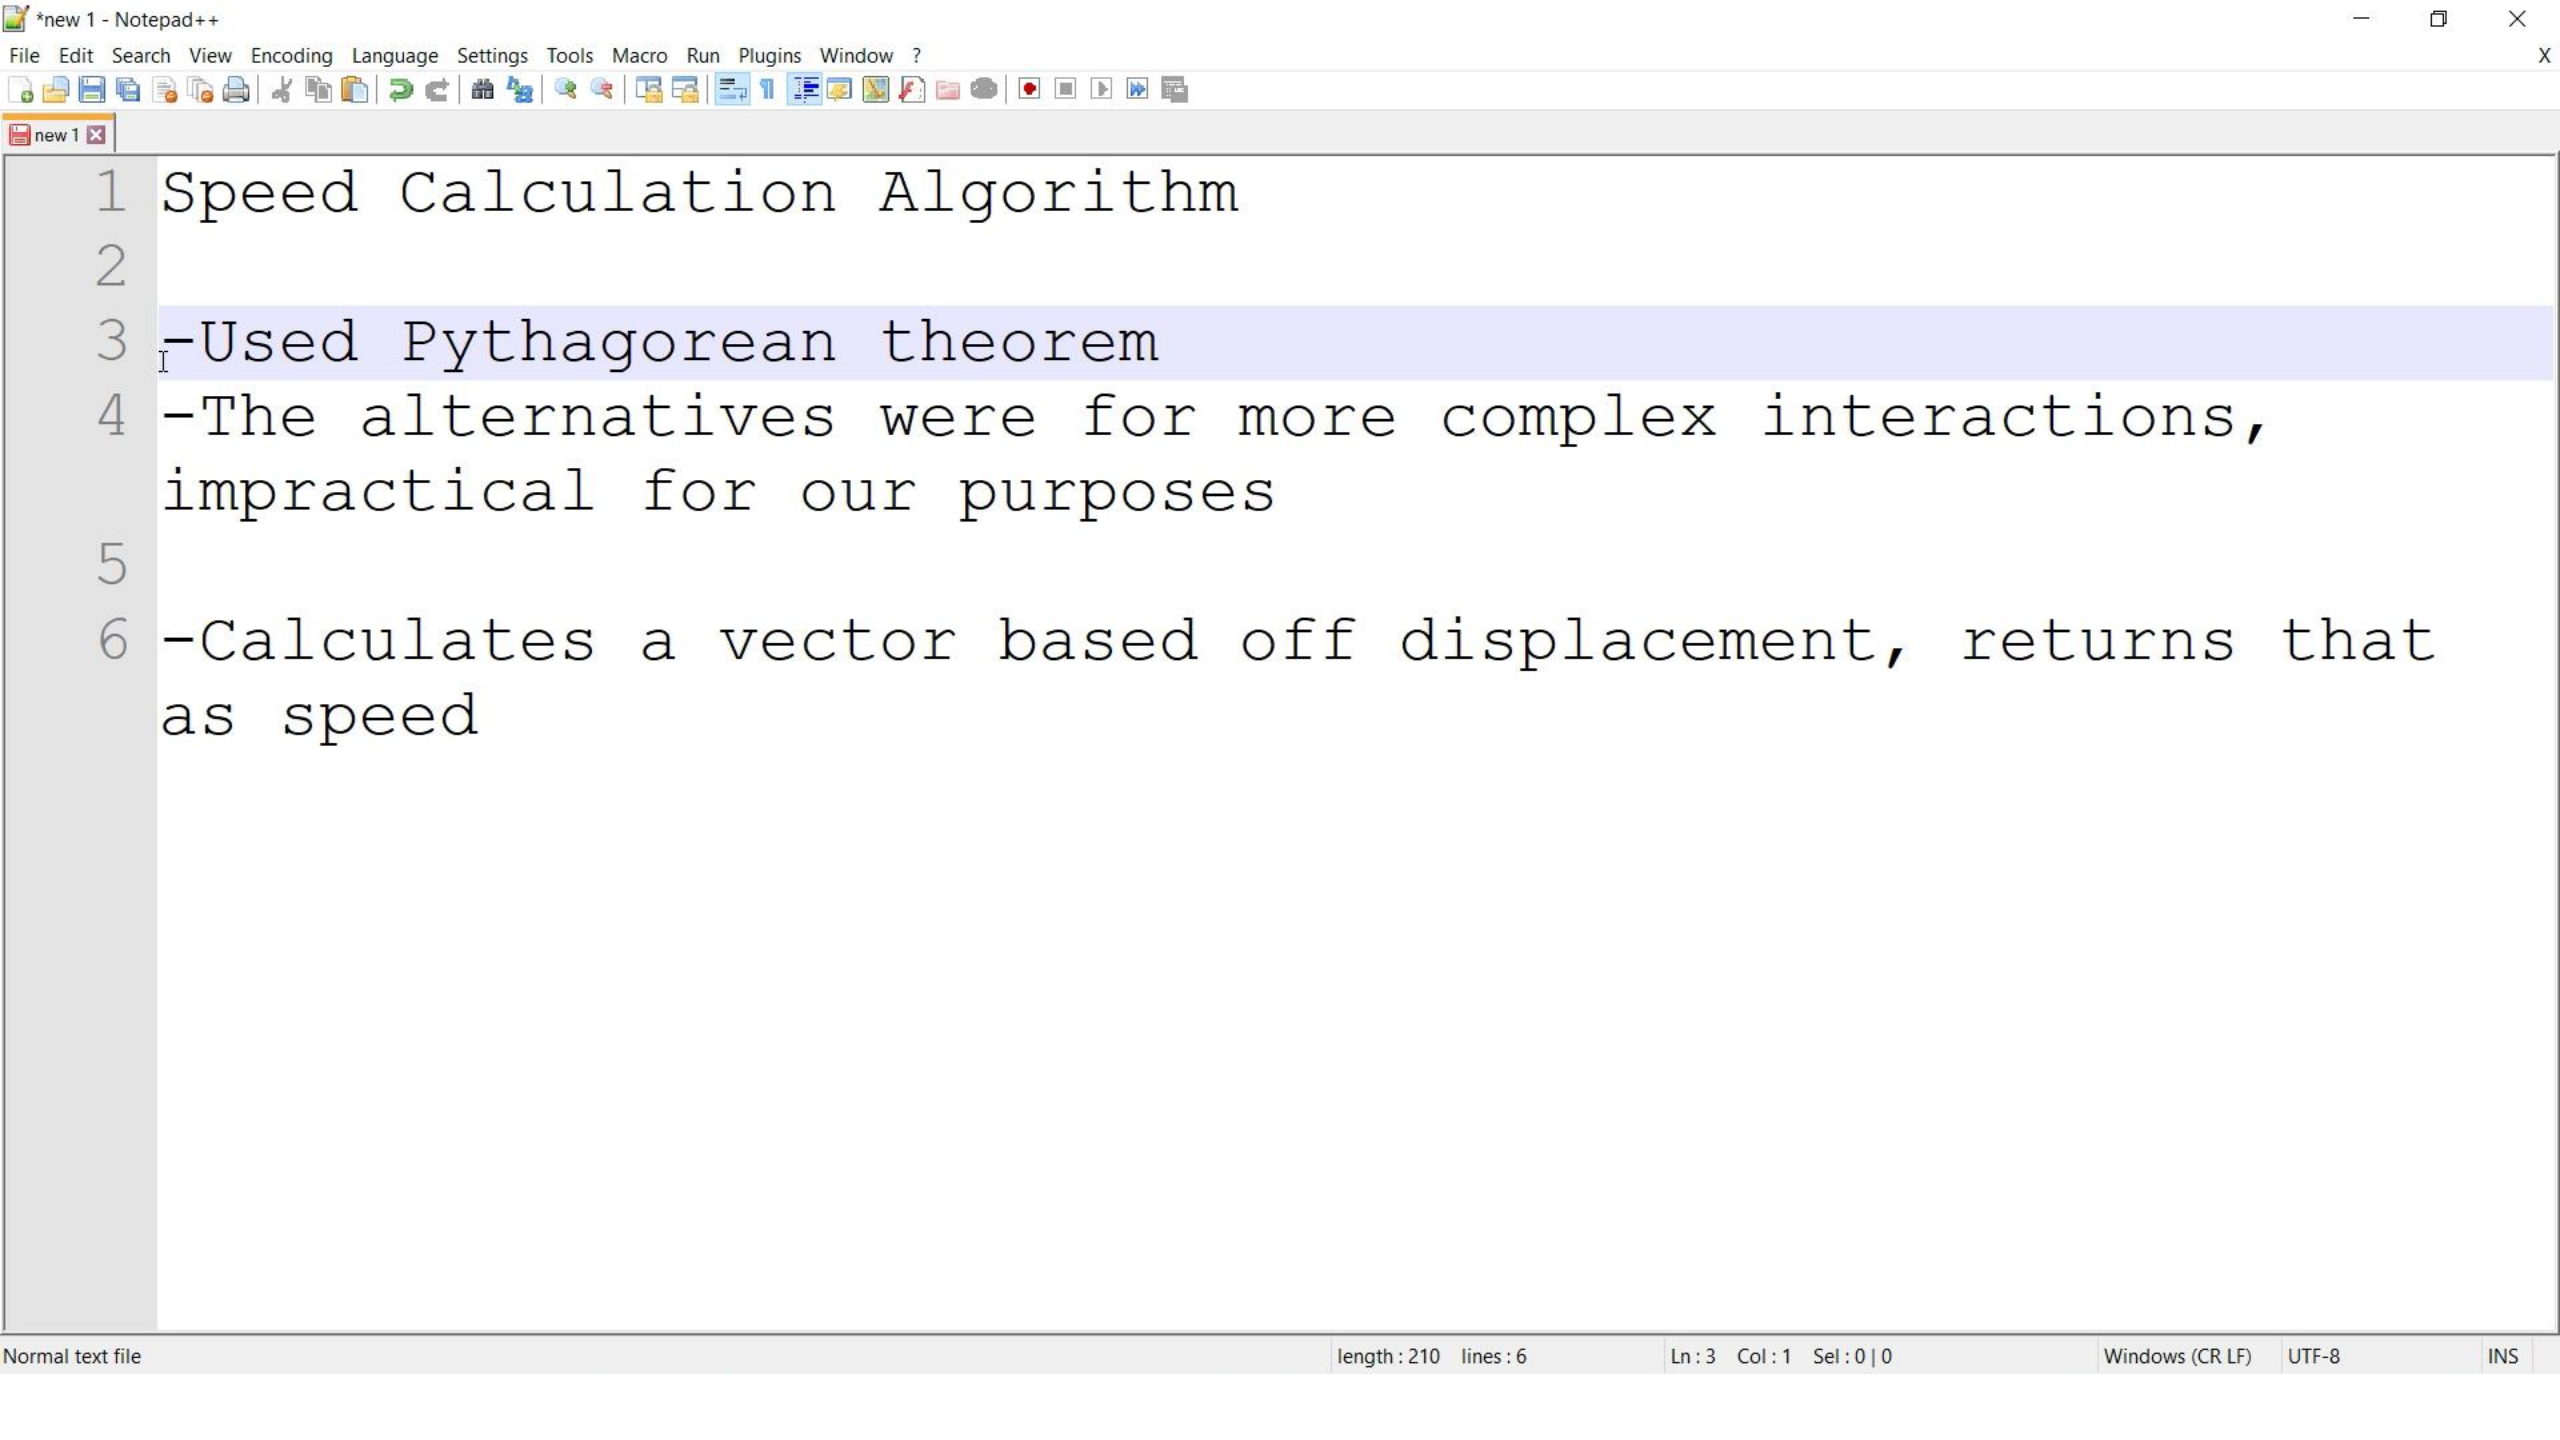 *new 1 - Notepad++
File Edit Search View Encoding Language Settings Tools Macro Run Plugins Window ?
X
new 1
1 Speed Calculation Algorithm
2
3 -Used Pythagorean theorem
4 -The alternatives were for more complex interactions,
impractical for our purposes
5
6 -Calculates a vector based off displacement, returns that
as speed
Normal text file length : 210 lines : 6 Ln : 3 Col : 1 Sel : 0 | 0 Windows (CR LF) UTF-8 INS